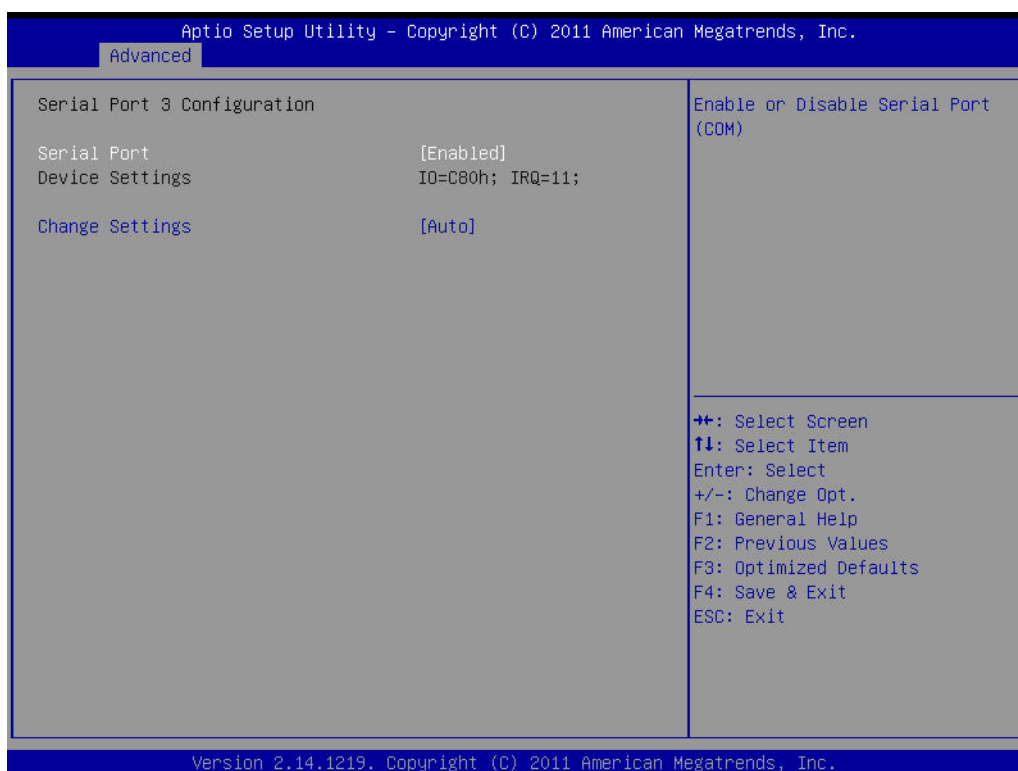 Aptio Setup Utility – Copyright (C) 2011 American Megatrends, Inc.
Advanced
Serial Port 3 Configuration
Serial Port [Enabled]
Device Settings IO=C80h; IRQ=11;
Change Settings [Auto]
Enable or Disable Serial Port
(COM)
→←: Select Screen
↑↓: Select Item
Enter: Select
+/-: Change Opt.
F1: General Help
F2: Previous Values
F3: Optimized Defaults
F4: Save & Exit
ESC: Exit
Version 2.14.1219. Copyright (C) 2011 American Megatrends, Inc.